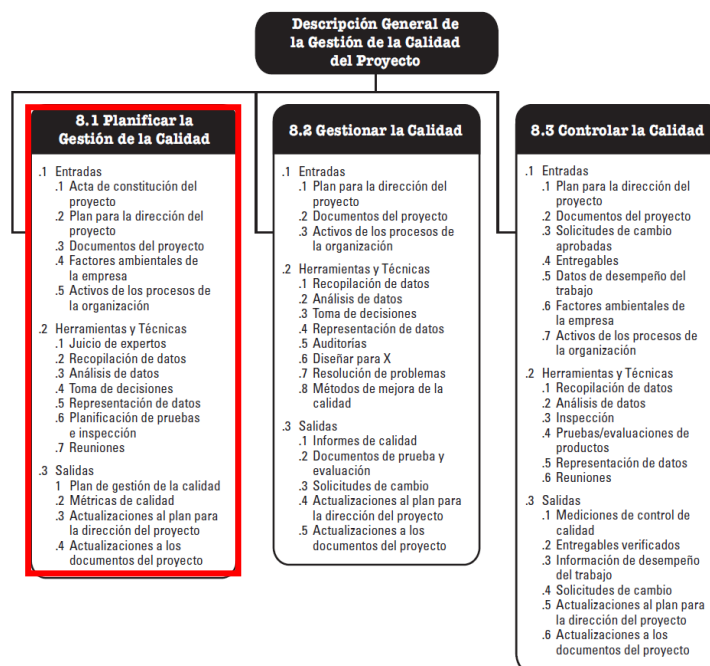 Descripción General de
la Gestión de la Calidad
del Proyecto
8.1 Planificar la
Gestión de la Calidad
.1 Entradas
.1 Acta de constitución del
proyecto
.2 Plan para la dirección del
proyecto
.3 Documentos del proyecto
.4 Factores ambientales de
la empresa
.5 Activos de los procesos de
la organización
.2 Herramientas y Técnicas
.1 Juicio de expertos
.2 Recopilación de datos
.3 Análisis de datos
.4 Toma de decisiones
.5 Representación de datos
.6 Planificación de pruebas
e inspección
.7 Reuniones
.3 Salidas
1 Plan de gestión de la calidad
.2 Métricas de calidad
.3 Actualizaciones al plan para
la dirección del proyecto
.4 Actualizaciones a los
documentos del proyecto
8.2 Gestionar la Calidad
.1 Entradas
.1 Plan para la dirección del
proyecto
.2 Documentos del proyecto
.3 Activos de los procesos de
la organización
.2 Herramientas y Técnicas
.1 Recopilación de datos
.2 Análisis de datos
.3 Toma de decisiones
.4 Representación de datos
.5 Auditorías
.6 Diseñar para X
.7 Resolución de problemas
.8 Métodos de mejora de la
calidad
.3 Salidas
.1 Informes de calidad
.2 Documentos de prueba y
evaluación
.3 Solicitudes de cambio
.4 Actualizaciones al plan para
la dirección del proyecto
.5 Actualizaciones a los
documentos del proyecto
8.3 Controlar la Calidad
.1 Entradas
.1 Plan para la dirección del
proyecto
.2 Documentos del proyecto
.3 Solicitudes de cambio
aprobadas
.4 Entregables
.5 Datos de desempeño del
trabajo
.6 Factores ambientales de
la empresa
.7 Activos de los procesos de
la organización
.2 Herramientas y Técnicas
.1 Recopilación de datos
.2 Análisis de datos
.3 Inspección
.4 Pruebas/evaluaciones de
productos
.5 Representación de datos
.6 Reuniones
.3 Salidas
.1 Mediciones de control de
calidad
.2 Entregables verificados
.3 Información de desempeño
del trabajo
.4 Solicitudes de cambio
.5 Actualizaciones al plan para
la dirección del proyecto
.6 Actualizaciones a los
documentos del proyecto